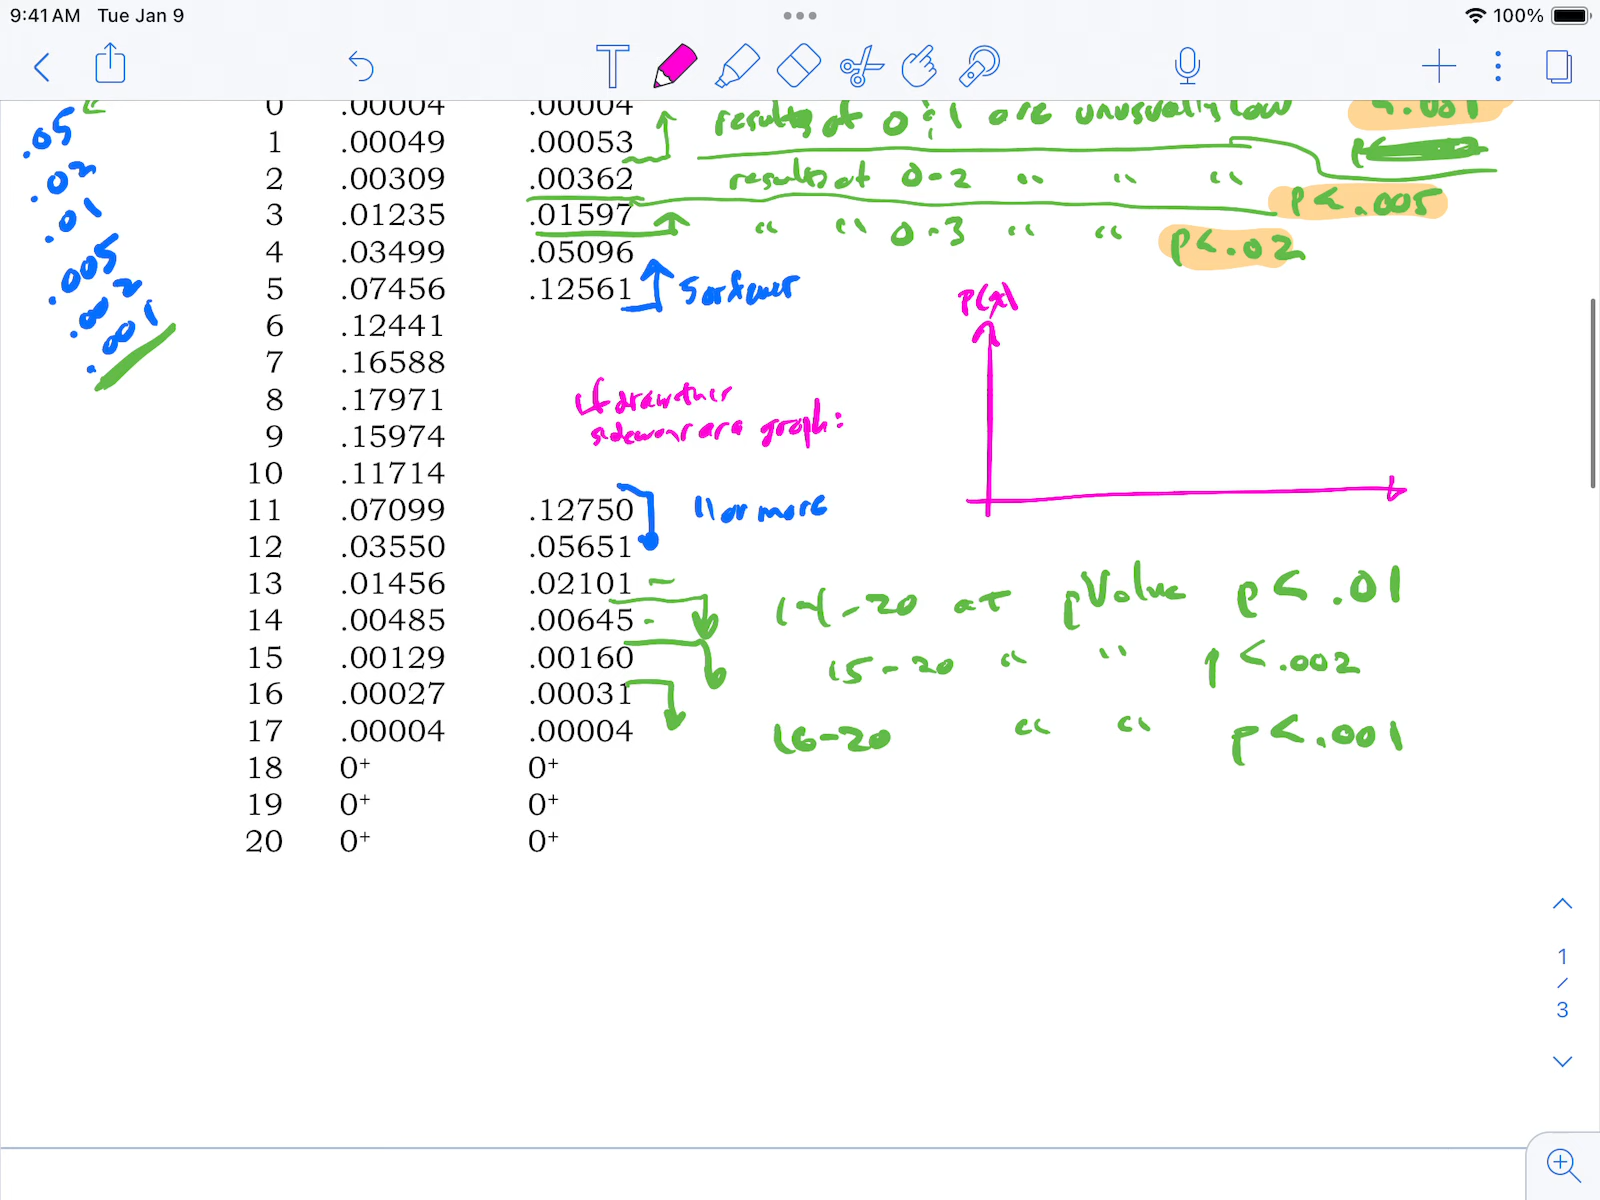 9:41 AM Tue Jan 9
100%
0 .00004 .00004
results of 0 & 1 are unusually low
<.001
1 .00049 .00053
2 .00309 .00362
results of 0-2 " " "
p< .005
3 .01235 .01597
" " 0-3 " "
p< .02
4 .03499 .05096
5 .07456 .12561
5 or fewer
6 .12441
7 .16588
8 .17971
9 .15974
10 .11714
11 .07099 .12750
11 or more
12 .03550 .05651
13 .01456 .02101
14 .00485 .00645
14-20 at pValue p< .01
15 .00129 .00160
15-20 " " p <.002
16 .00027 .00031
17 .00004 .00004
16-20 " " p<.001
18 0⁺ 0⁺
19 0⁺ 0⁺
20 0⁺ 0⁺
.05
.02
.01
.005
.002
.001
if draw this
graph:
P(x)
1
/
3